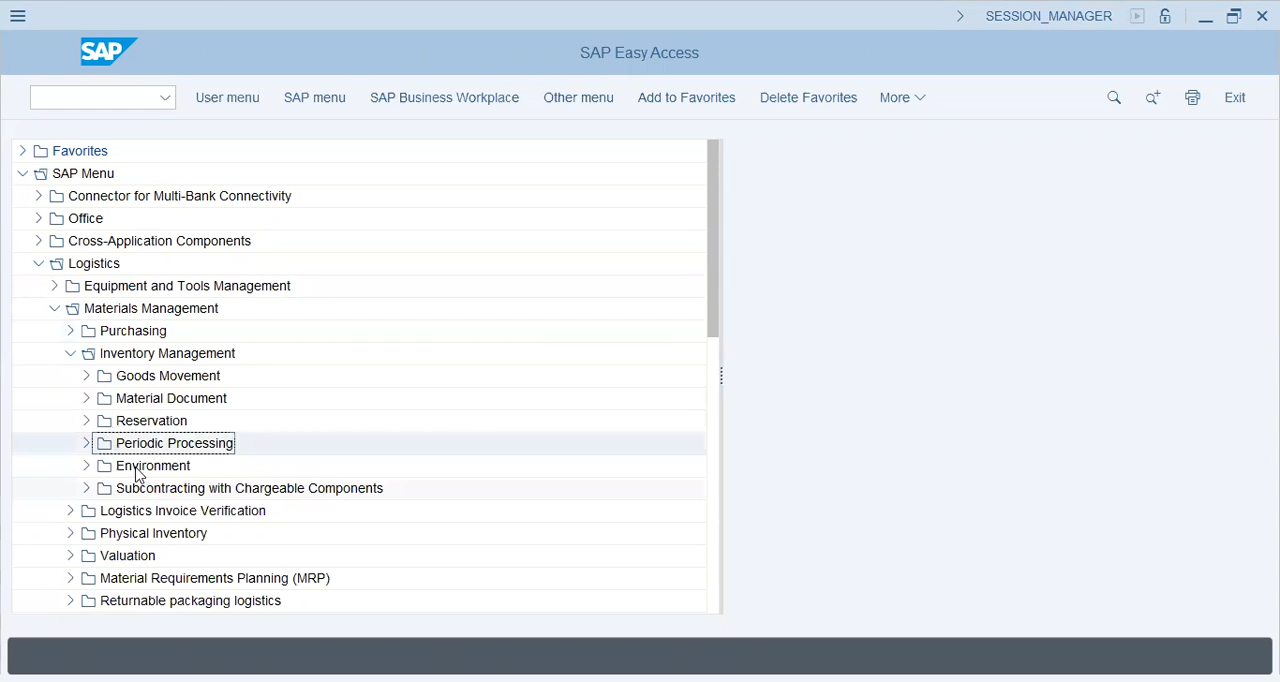 SESSION_MANAGER
SAP
SAP Easy Access
User menu SAP menu SAP Business Workplace Other menu Add to Favorites Delete Favorites More Exit
Favorites
SAP Menu
Connector for Multi-Bank Connectivity
Office
Cross-Application Components
Logistics
Equipment and Tools Management
Materials Management
Purchasing
Inventory Management
Goods Movement
Material Document
Reservation
Periodic Processing
Environment
Subcontracting with Chargeable Components
Logistics Invoice Verification
Physical Inventory
Valuation
Material Requirements Planning (MRP)
Returnable packaging logistics